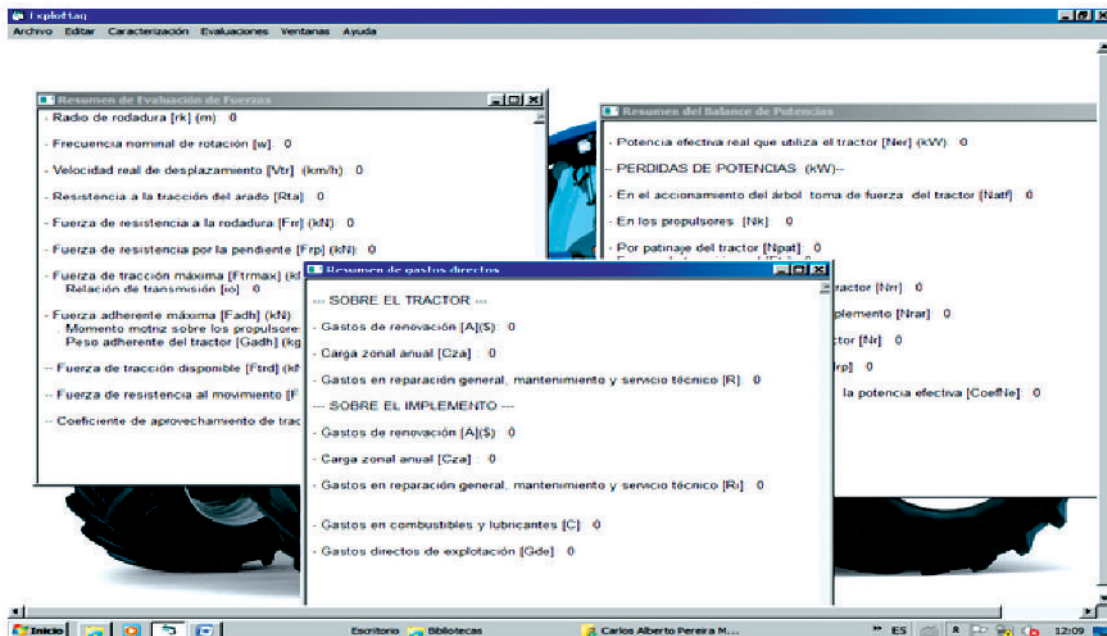 ExploTaq
Archivo Editar Caracterización Evaluaciones Ventanas Ayuda
Resumen de Evaluación de Fuerzas
- Radio de rodadura [rk] (m) 0
- Frecuencia nominal de rotación [w]: 0
- Velocidad real de desplazamiento [Vtr] (km/h) 0
- Resistencia a la tracción del arado [Rta] 0
- Fuerza de resistencia a la rodadura [Frr] (kN): 0
- Fuerza de resistencia por la pendiente [Frp] (kN): 0
- Fuerza de tracción máxima [Ftrmax] (kN
Relación de transmisión [io] 0
- Fuerza adherente máxima [Fadh] (kN)
. Momento motriz sobre los propulsore
Peso adherente del tractor [Gadh] (kg
-- Fuerza de tracción disponible [Ftrd] (kN
-- Fuerza de resistencia al movimiento [F
-- Coeficiente de aprovechamiento de trac
Resumen del Balance de Potencias
- Potencia efectiva real que utiliza el tractor [Ner] (kW): 0
-- PERDIDAS DE POTENCIAS (kW)--
- En el accionamiento del árbol toma de fuerza del tractor [Natf] 0
- En los propulsores [Nk] 0
- Por patinaje del tractor [Npat]: 0
ractor [Nrr] 0
plemento [Nrar] 0
ctor [Nr] 0
rp] 0
la potencia efectiva [CoefNe]: 0
Resumen de gastos directos
--- SOBRE EL TRACTOR ---
- Gastos de renovación [A]($): 0
- Carga zonal anual [Cza] : 0
- Gastos en reparación general, mantenimiento y servicio técnico [R] 0
--- SOBRE EL IMPLEMENTO ---
- Gastos de renovación [A]($) 0
- Carga zonal anual [Cza] : 0
- Gastos en reparación general, mantenimiento y servicio técnico [Ri] 0
- Gastos en combustibles y lubricantes [C] 0
- Gastos directos de explotación [Gde] 0
Inicio Escritorio Bibliotecas Carlos Alberto Pereira M... ES R 12:09